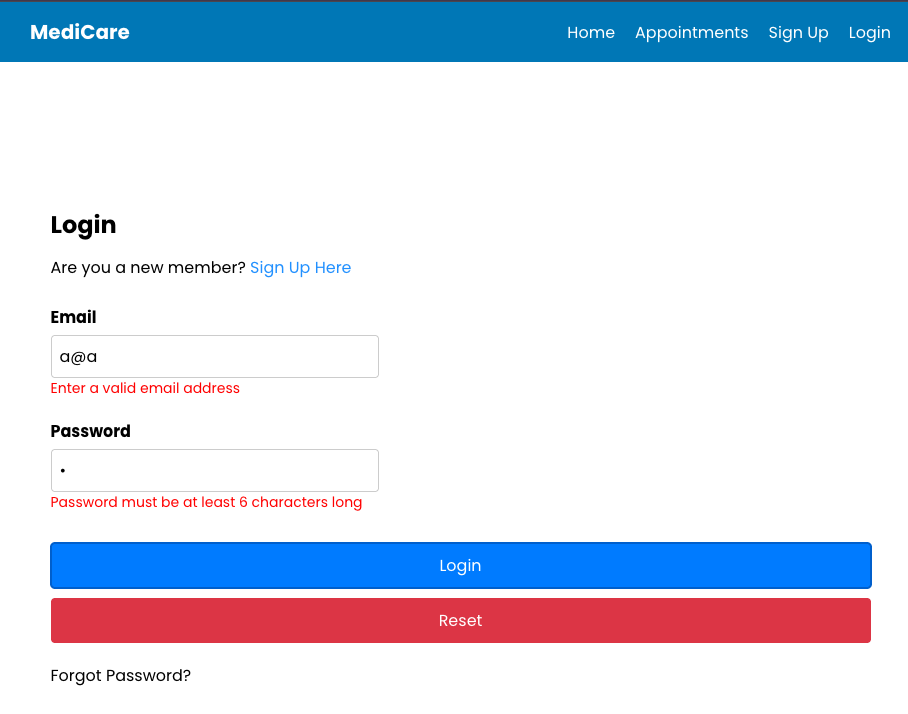 MediCare Home Appointments Sign Up Login
Login
Are you a new member? Sign Up Here
Email
a@a
Enter a valid email address
Password
•
Password must be at least 6 characters long
Login
Reset
Forgot Password?